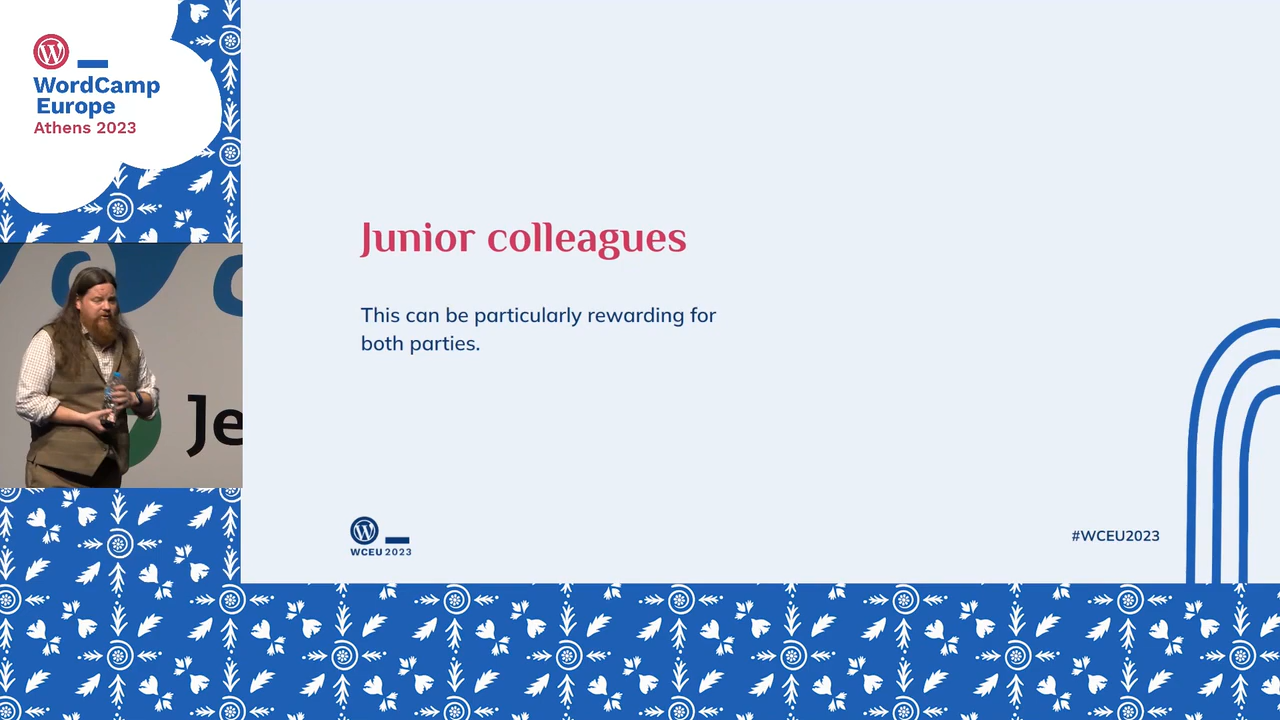 WordCamp
Europe
Athens 2023
Junior colleagues
This can be particularly rewarding for
both parties.
Je
WCEU 2023
#WCEU2023